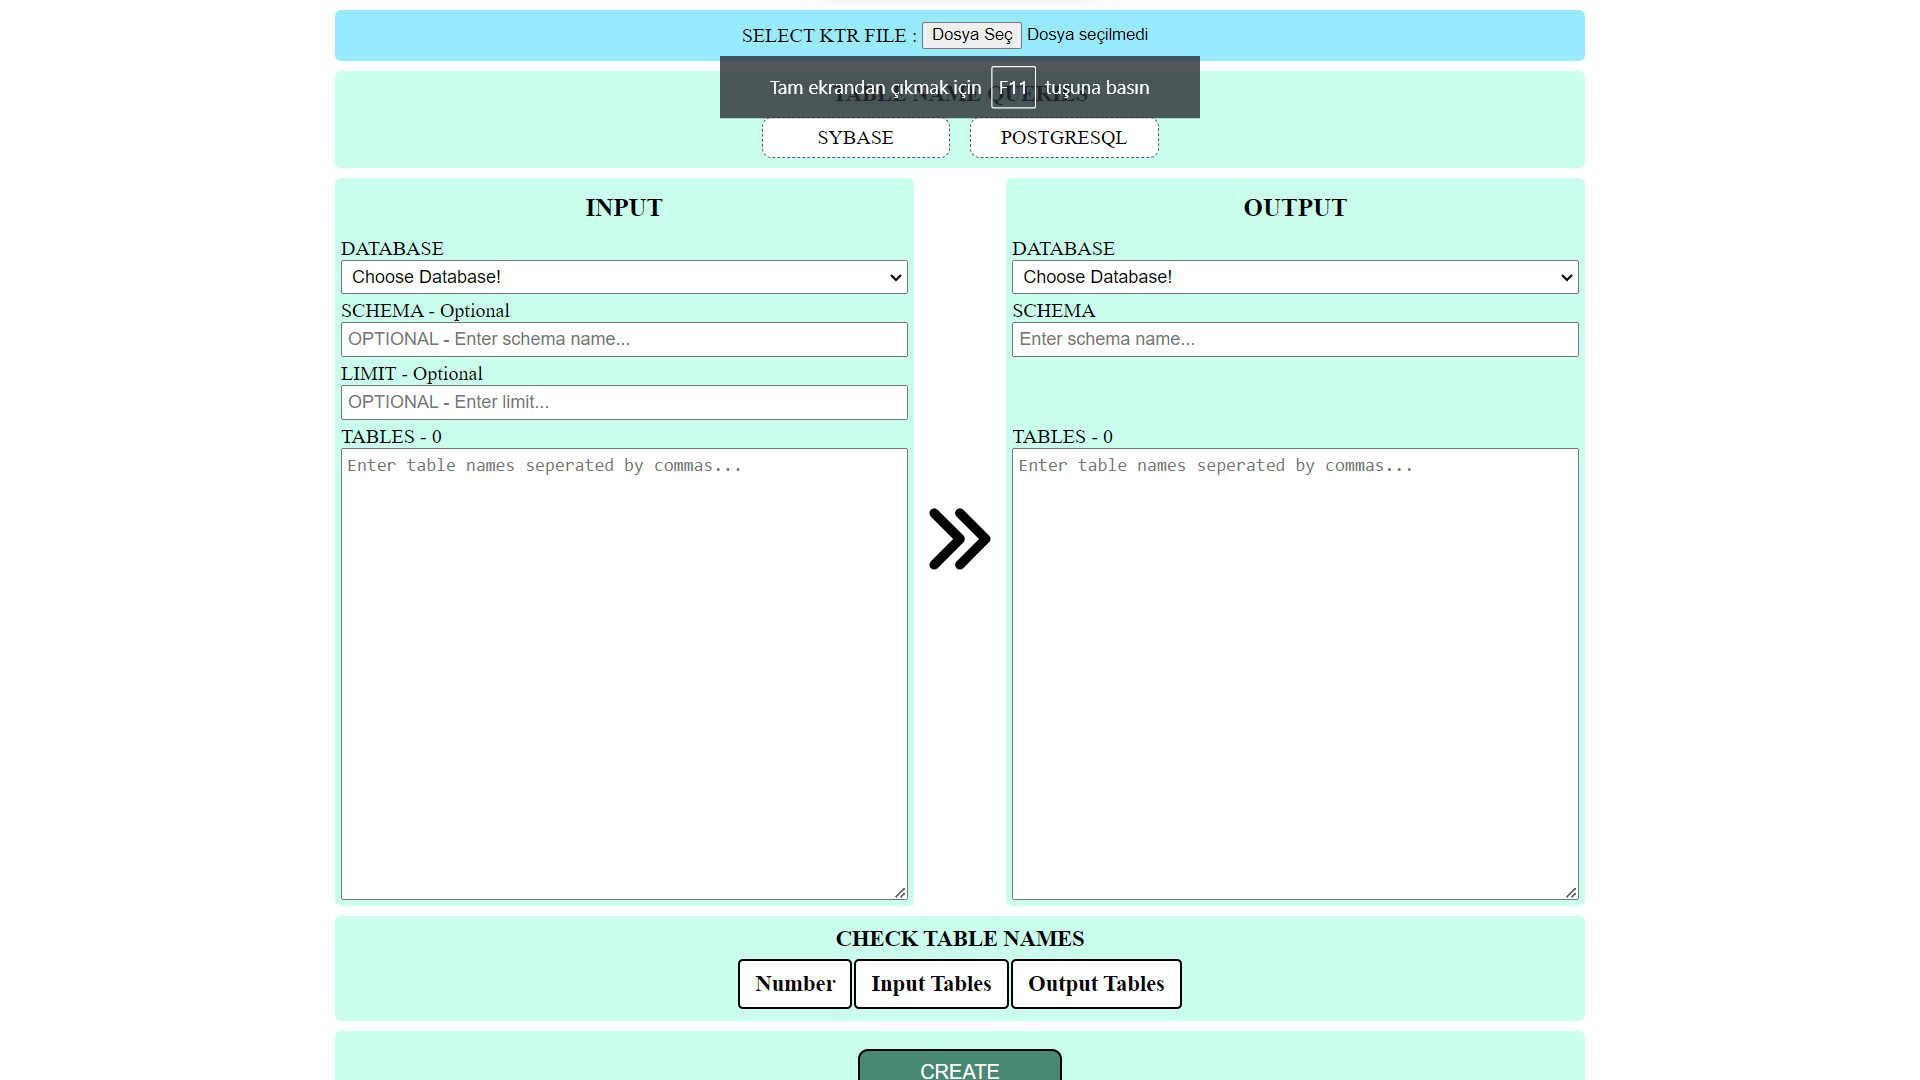 SELECT KTR FILE : Dosya Seç Dosya seçilmedi
Tam ekrandan çıkmak için F11 tuşuna basın
TABLE NAME QUERIES
SYBASE POSTGRESQL
INPUT
DATABASE
Choose Database!
SCHEMA - Optional
OPTIONAL - Enter schema name...
LIMIT - Optional
OPTIONAL - Enter limit...
TABLES - 0
Enter table names seperated by commas...
OUTPUT
DATABASE
Choose Database!
SCHEMA
Enter schema name...
TABLES - 0
Enter table names seperated by commas...
CHECK TABLE NAMES
Number Input Tables Output Tables
CREATE